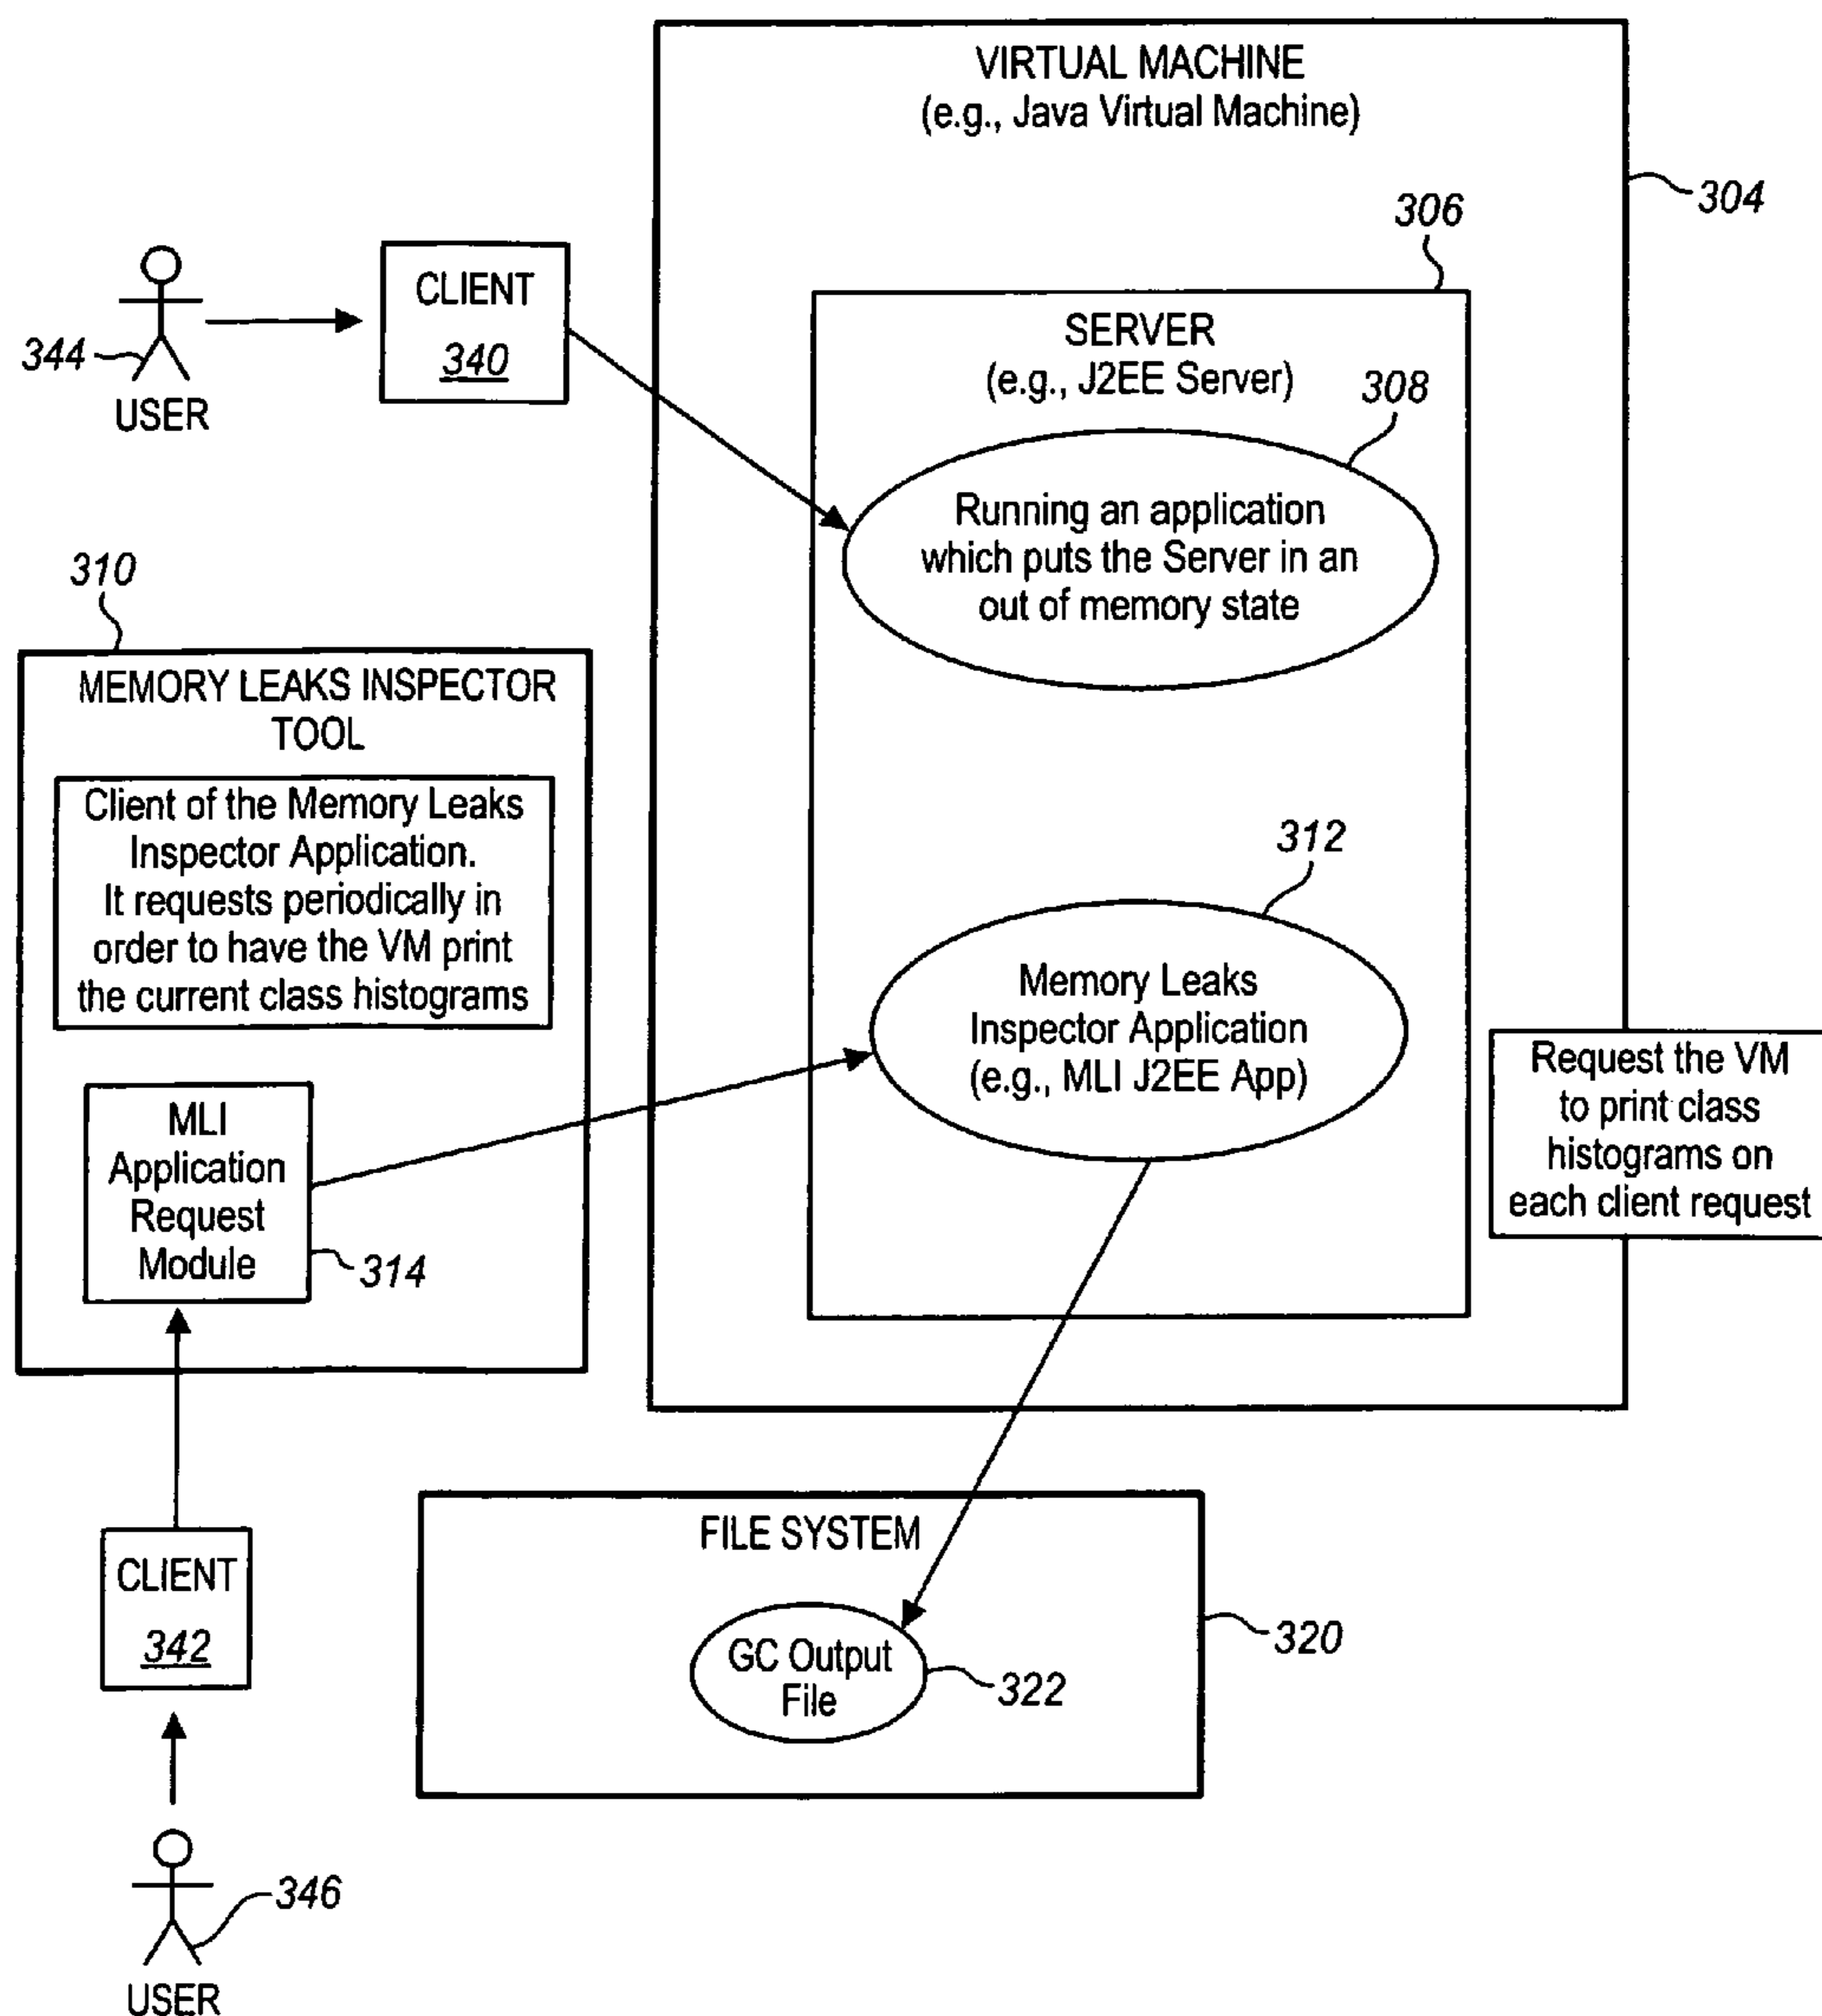 VIRTUAL MACHINE
(e.g., Java Virtual Machine)
304
306
SERVER
(e.g., J2EE Server)
308
Running an application
which puts the Server in an
out of memory state
CLIENT
340
344
USER
310
MEMORY LEAKS INSPECTOR
TOOL
Client of the Memory Leaks
Inspector Application.
It requests periodically in
order to have the VM print
the current class histograms
MLI
Application
Request
Module
314
312
Memory Leaks
Inspector Application
(e.g., MLI J2EE App)
Request the VM
to print class
histograms on
each client request
CLIENT
342
346
USER
FILE SYSTEM
320
GC Output
File
322